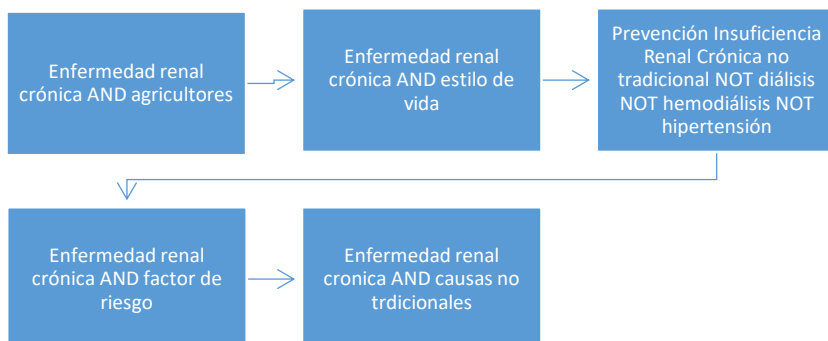 Enfermedad renal
crónica AND agricultores
Enfermedad renal
crónica AND estilo de
vida
Prevención Insuficiencia
Renal Crónica no
tradicional NOT diálisis
NOT hemodiálisis NOT
hipertensión
Enfermedad renal
crónica AND factor de
riesgo
Enfermedad renal
cronica AND causas no
trdicionales